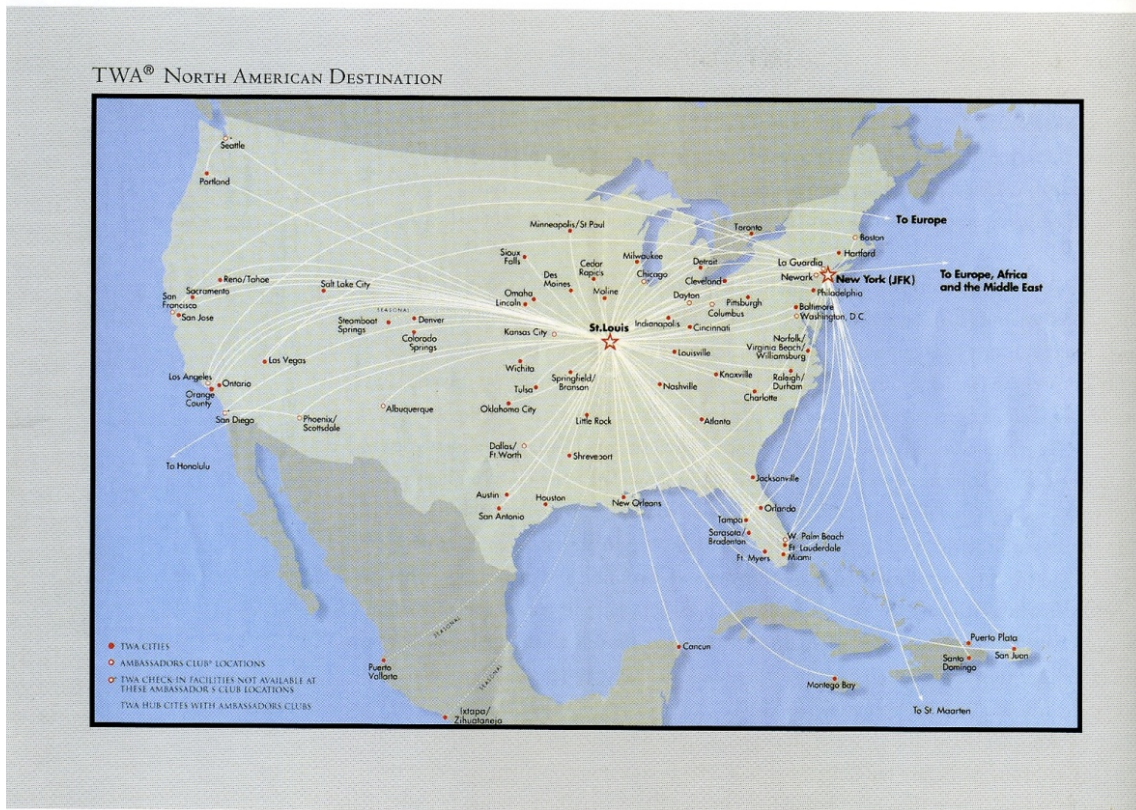 TWA® NORTH AMERICAN DESTINATION
Seattle
Portland
To Europe
Minneapolis/St Paul
Toronto
Boston
Hartford
Sioux
Falls
Milwaukee
Detroit
La Guardia
Newark
New York (JFK)
To Europe, Africa
and the Middle East
Cedar
Rapids
Chicago
Cleveland
Des
Moines
Reno/Tahoe
Sacramento
San
Francisco
San Jose
Salt Lake City
Omaha
Lincoln
Moline
Dayton
Columbus
Pittsburgh
Philadelphia
Baltimore
Washington, D.C.
SEASONAL
Steamboat
Springs
Denver
Colorado
Springs
Kansas City
St.Louis
Indianapolis
Cincinnati
Norfolk/
Virginia Beach/
Williamsburg
Las Vegas
Louisville
Wichita
Springfield/
Branson
Knoxville
Raleigh/
Durham
Los Angeles
Ontario
Orange
County
Tulsa
Nashville
Charlotte
San Diego
Phoenix/
Scottsdale
Albuquerque
Oklahoma City
Little Rock
Atlanta
Dallas/
Ft.Worth
Shreveport
To Honolulu
Jacksonville
Austin
San Antonio
Houston
New Orleans
Orlando
Tampa
Sarasota/
Bradenton
W. Palm Beach
Ft. Lauderdale
Miami
Ft. Myers
SEASONAL
SEASONAL
Puerto
Vallarta
Ixtapa/
Zihuatanejo
Cancun
Montego Bay
Puerto Plata
San Juan
Santo
Domingo
To St. Maarten
TWA CITIES
AMBASSADORS CLUB® LOCATIONS
TWA CHECK-IN FACILITIES NOT AVAILABLE AT
THESE AMBASSADOR S CLUB LOCATIONS
TWA HUB CITES WITH AMBASSADORS CLUBS